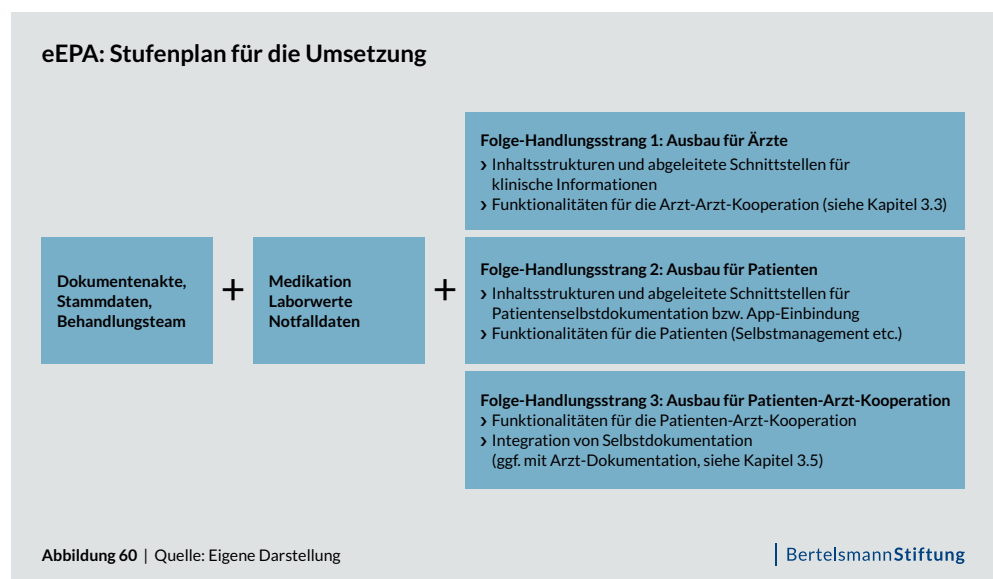 eEPA: Stufenplan für die Umsetzung
Dokumentenakte,
Stammdaten,
Behandlungsteam
+
Medikation
Laborwerte
Notfalldaten
+
Folge-Handlungsstrang 1: Ausbau für Ärzte
› Inhaltsstrukturen und abgeleitete Schnittstellen für
klinische Informationen
› Funktionalitäten für die Arzt-Arzt-Kooperation (siehe Kapitel 3.3)
Folge-Handlungsstrang 2: Ausbau für Patienten
› Inhaltsstrukturen und abgeleitete Schnittstellen für
Patientenselbstdokumentation bzw. App-Einbindung
› Funktionalitäten für die Patienten (Selbstmanagement etc.)
Folge-Handlungsstrang 3: Ausbau für Patienten-Arzt-Kooperation
› Funktionalitäten für die Patienten-Arzt-Kooperation
› Integration von Selbstdokumentation
(ggf. mit Arzt-Dokumentation, siehe Kapitel 3.5)
Abbildung 60 | Quelle: Eigene Darstellung
BertelsmannStiftung